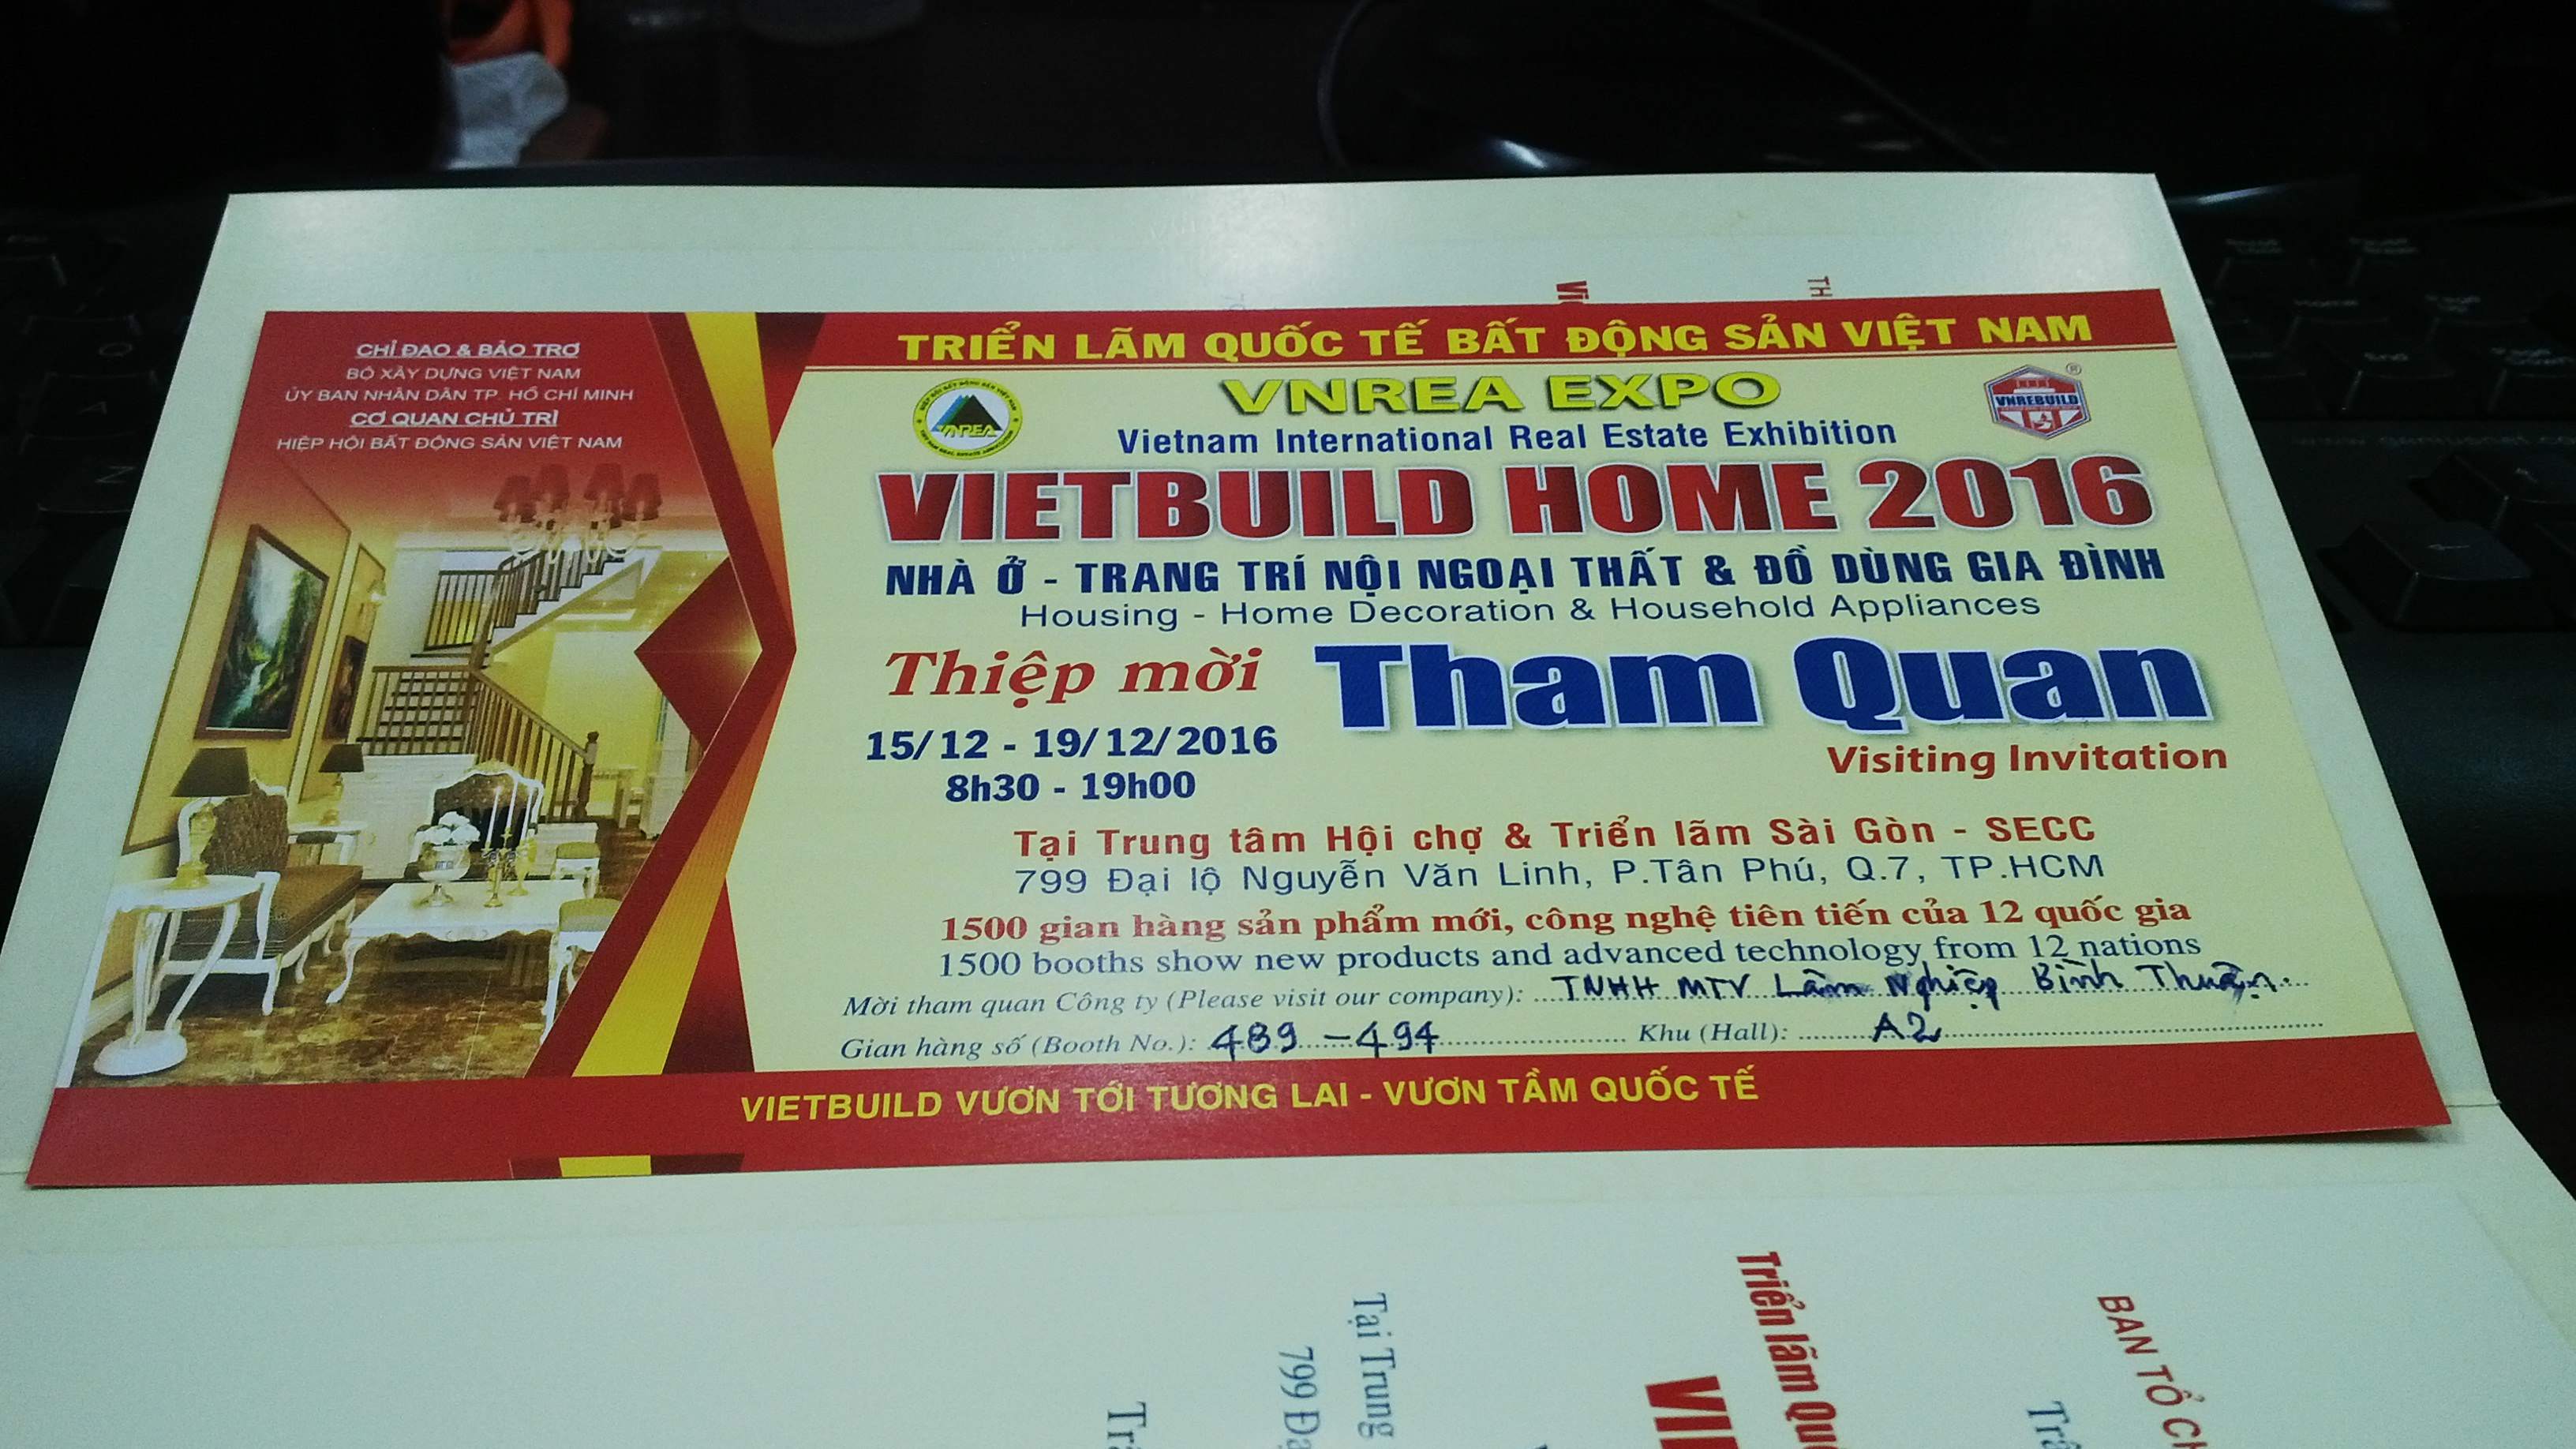 CHỈ ĐẠO & BẢO TRỢ
BỘ XÂY DỰNG VIỆT NAM
ỦY BAN NHÂN DÂN TP. HỒ CHÍ MINH
CƠ QUAN CHỦ TRÌ
HIỆP HỘI BẤT ĐỘNG SẢN VIỆT NAM
TRIỂN LÃM QUỐC TẾ BẤT ĐỘNG SẢN VIỆT NAM
VNREA
VNREA EXPO
VNREBUILD ®
Vietnam International Real Estate Exhibition
VIETBUILD HOME 2016
NHÀ Ở - TRANG TRÍ NỘI NGOẠI THẤT & ĐỒ DÙNG GIA ĐÌNH
Housing - Home Decoration & Household Appliances
Thiệp mời Tham Quan
Visiting Invitation
15/12 - 19/12/2016
8h30 - 19h00
Tại Trung tâm Hội chợ & Triển lãm Sài Gòn - SECC
799 Đại lộ Nguyễn Văn Linh, P.Tân Phú, Q.7, TP.HCM
1500 gian hàng sản phẩm mới, công nghệ tiên tiến của 12 quốc gia
1500 booths show new products and advanced technology from 12 nations
Mời tham quan Công ty (Please visit our company): TNHH MTV Lâm Nghiệp Bình Thuận
Gian hàng số (Booth No.): 489 - 494 Khu (Hall): A2
VIETBUILD VƯƠN TỚI TƯƠNG LAI - VƯƠN TẦM QUỐC TẾ
BAN TỔ
Triển lãm
Tại Trung
799